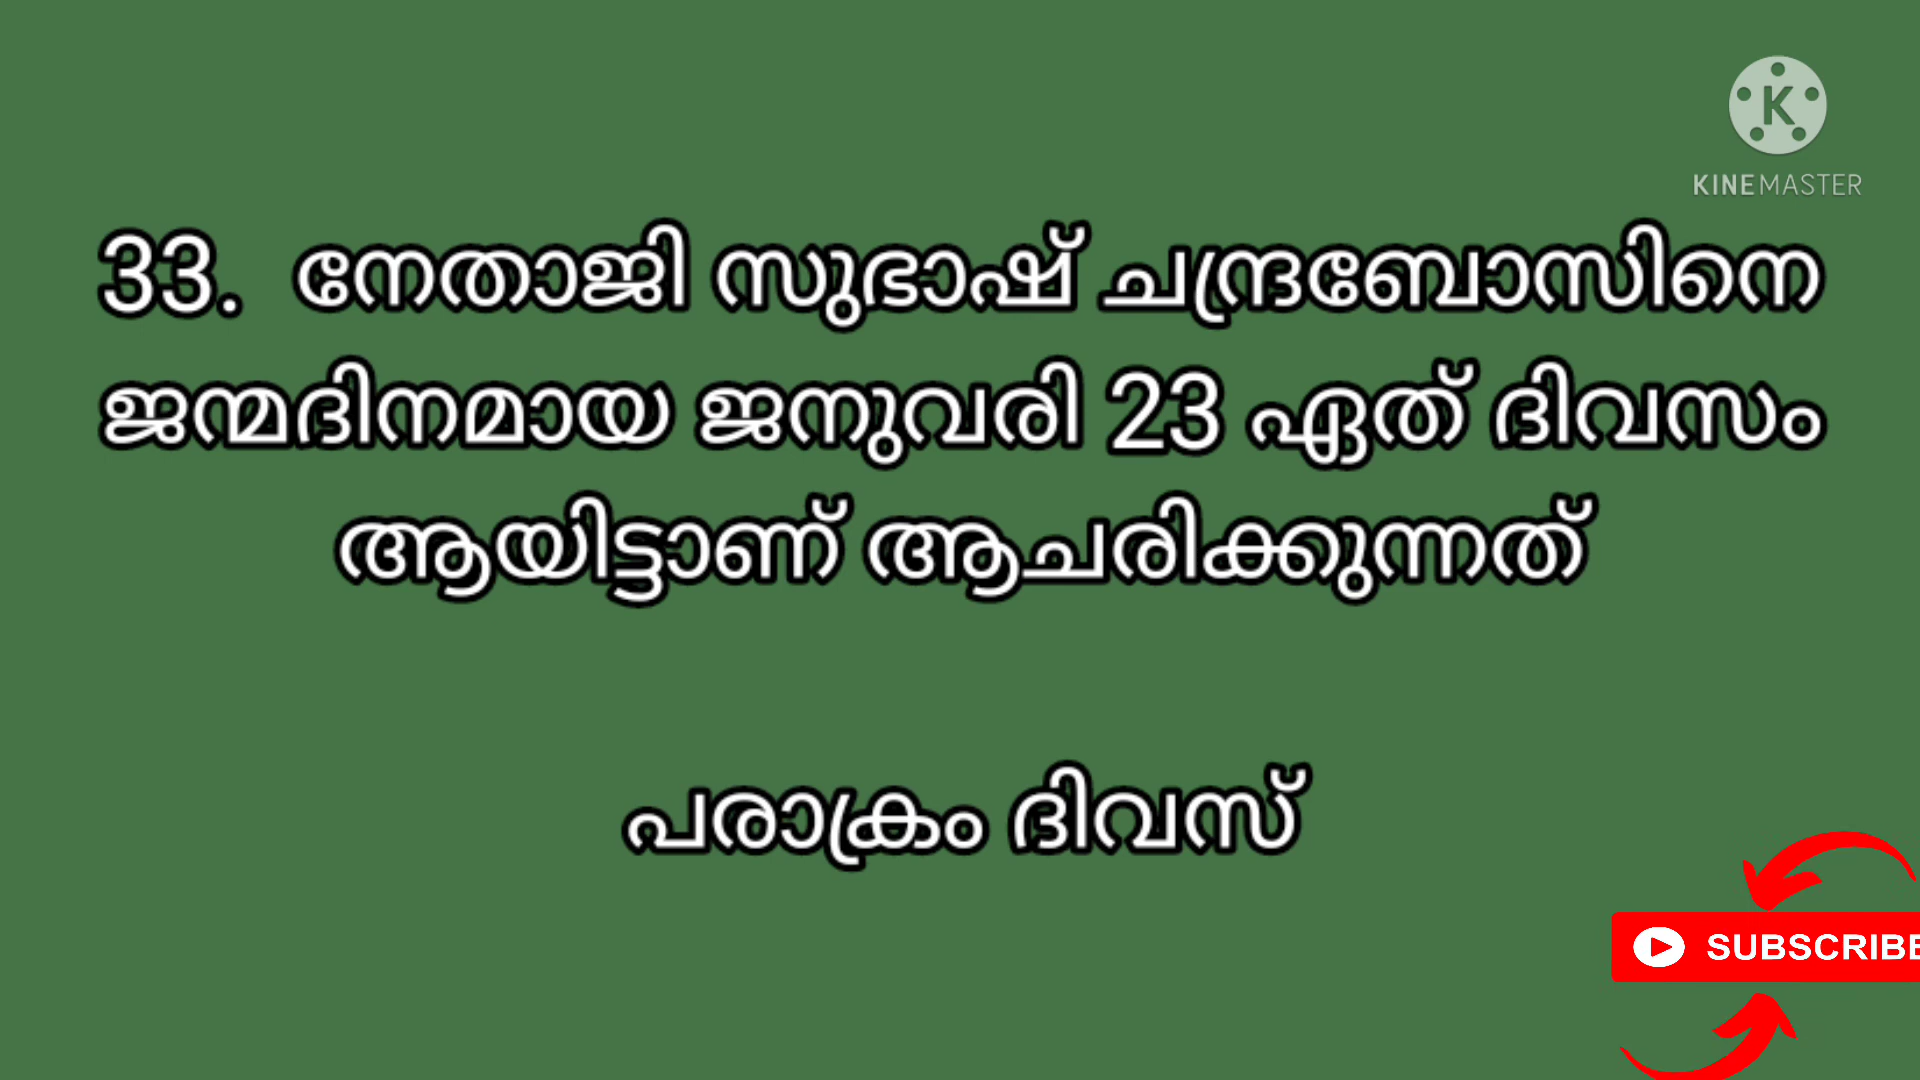 K
KINEMASTER
33. നേതാജി സുഭാഷ് ചന്ദ്രബോസിനെ
ജന്മദിനമായ ജനുവരി 23 ഏത് ദിവസം
ആയിട്ടാണ് ആചരിക്കുന്നത്
പരാക്രം ദിവസ്
SUBSCRIBE